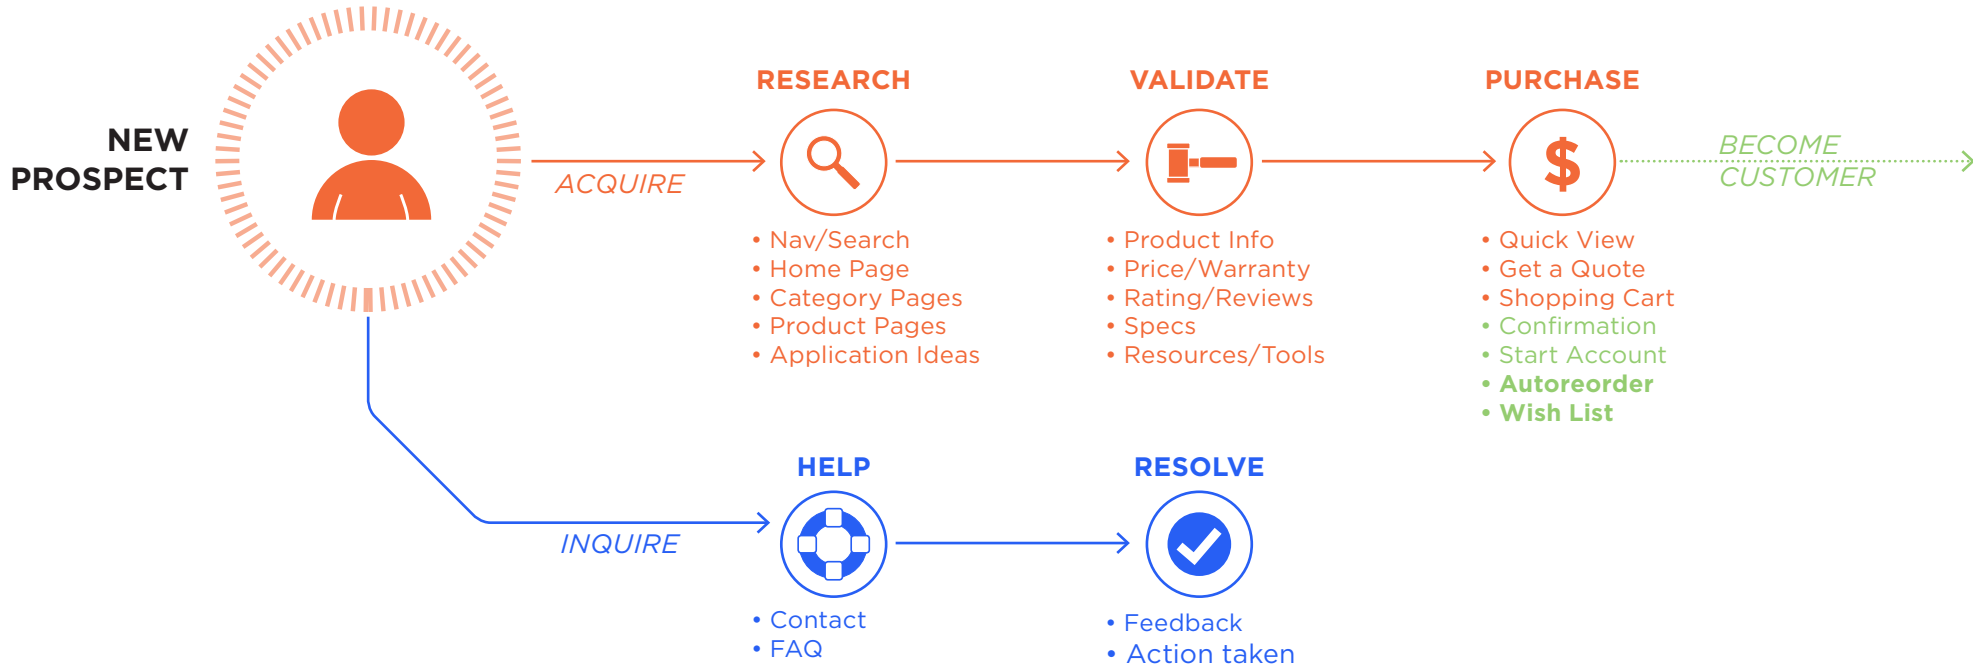 NEW
PROSPECT
ACQUIRE
RESEARCH
• Nav/Search
• Home Page
• Category Pages
• Product Pages
• Application Ideas
VALIDATE
• Product Info
• Price/Warranty
• Rating/Reviews
• Specs
• Resources/Tools
PURCHASE
$
• Quick View
• Get a Quote
• Shopping Cart
• Confirmation
• Start Account
• Autoreorder
• Wish List
BECOME
CUSTOMER
INQUIRE
HELP
• Contact
• FAQ
RESOLVE
• Feedback
• Action taken